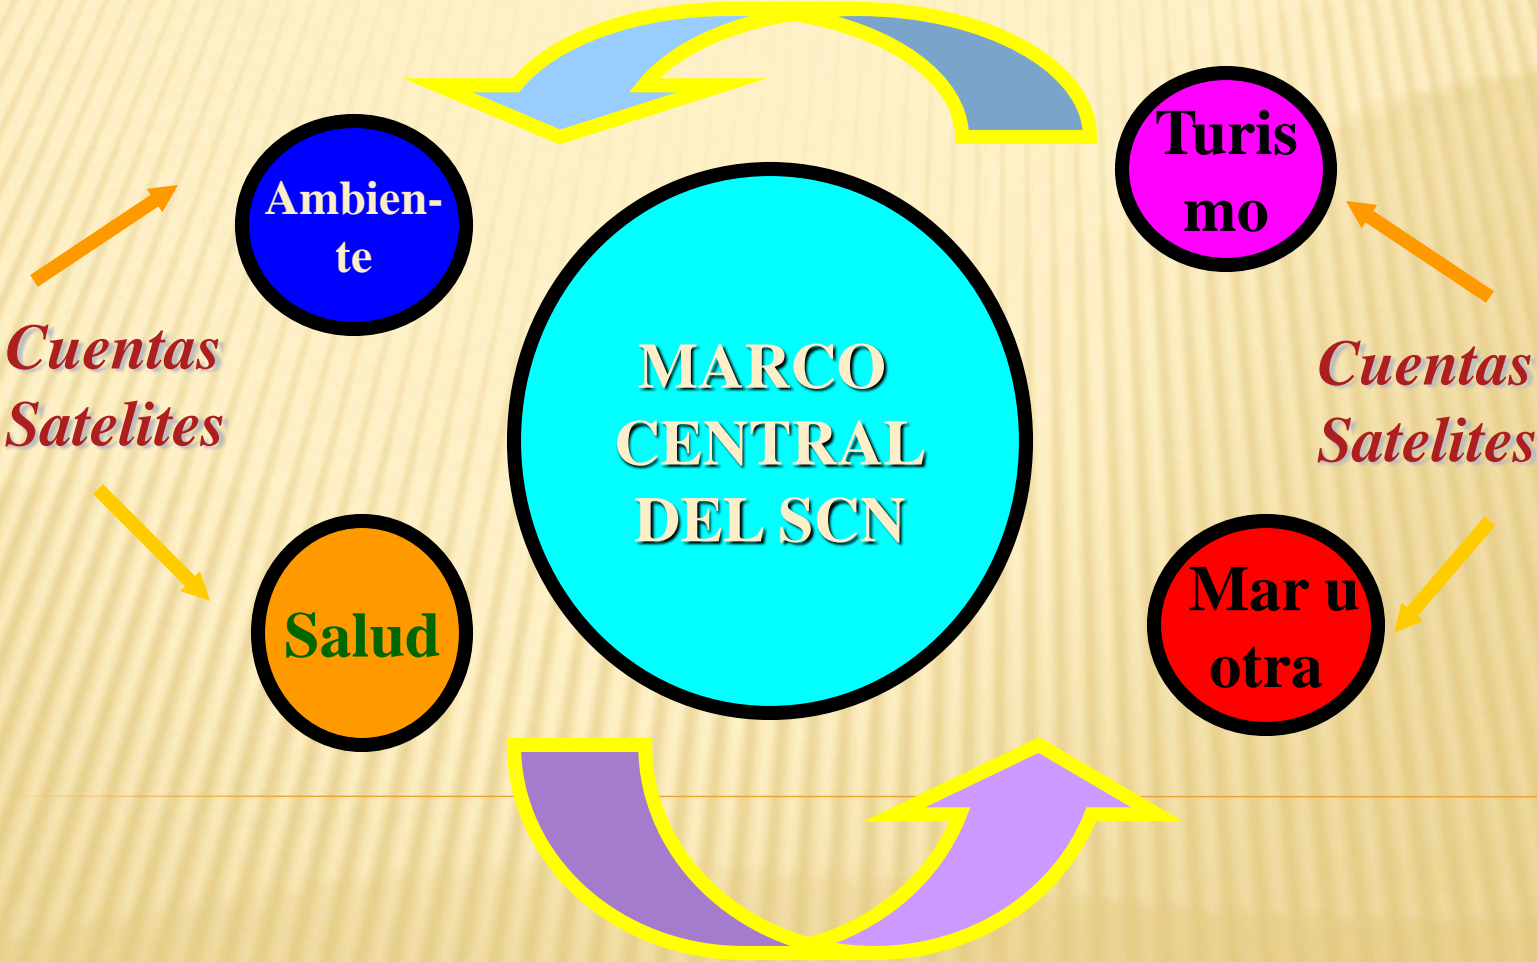 Turis
mo
Ambien-
te
Cuentas
Satelites
MARCO
CENTRAL
DEL SCN
Cuentas
Satelites
Salud
Mar u
otra